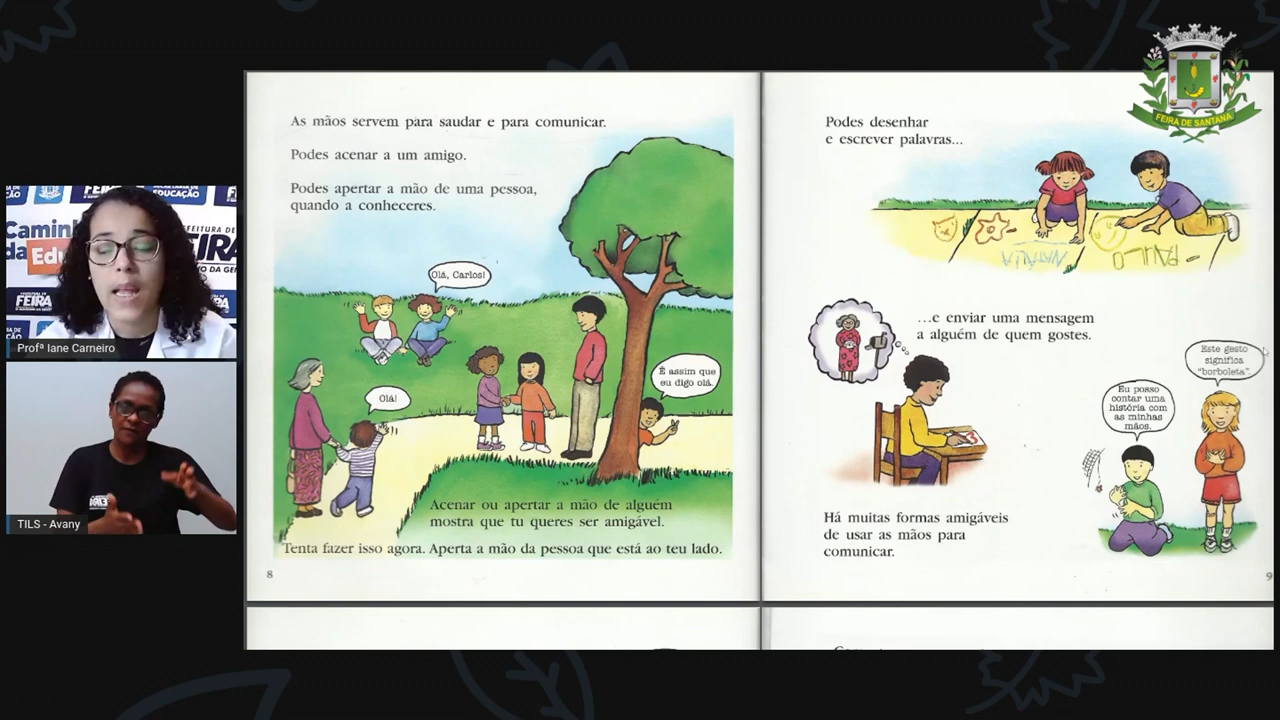 FEIRA DE SANTANA
As mãos servem para saudar e para comunicar.
Podes acenar a um amigo.
Podes apertar a mão de uma pessoa,
quando a conheceres.
Olá, Carlos!
Olá!
É assim que
eu digo olá.
Acenar ou apertar a mão de alguém
mostra que tu queres ser amigável.
Tenta fazer isso agora. Aperta a mão da pessoa que está ao teu lado.
8
Podes desenhar
e escrever palavras...
...e enviar uma mensagem
a alguém de quem gostes.
Este gesto
significa
"borboleta".
Eu posso
contar uma
história com
as minhas
mãos.
Há muitas formas amigáveis
de usar as mãos para
comunicar.
9
Caminh
da Edu
EDUCAÇÃO
FEIRA
Profª Iane Carneiro
TILS - Avany